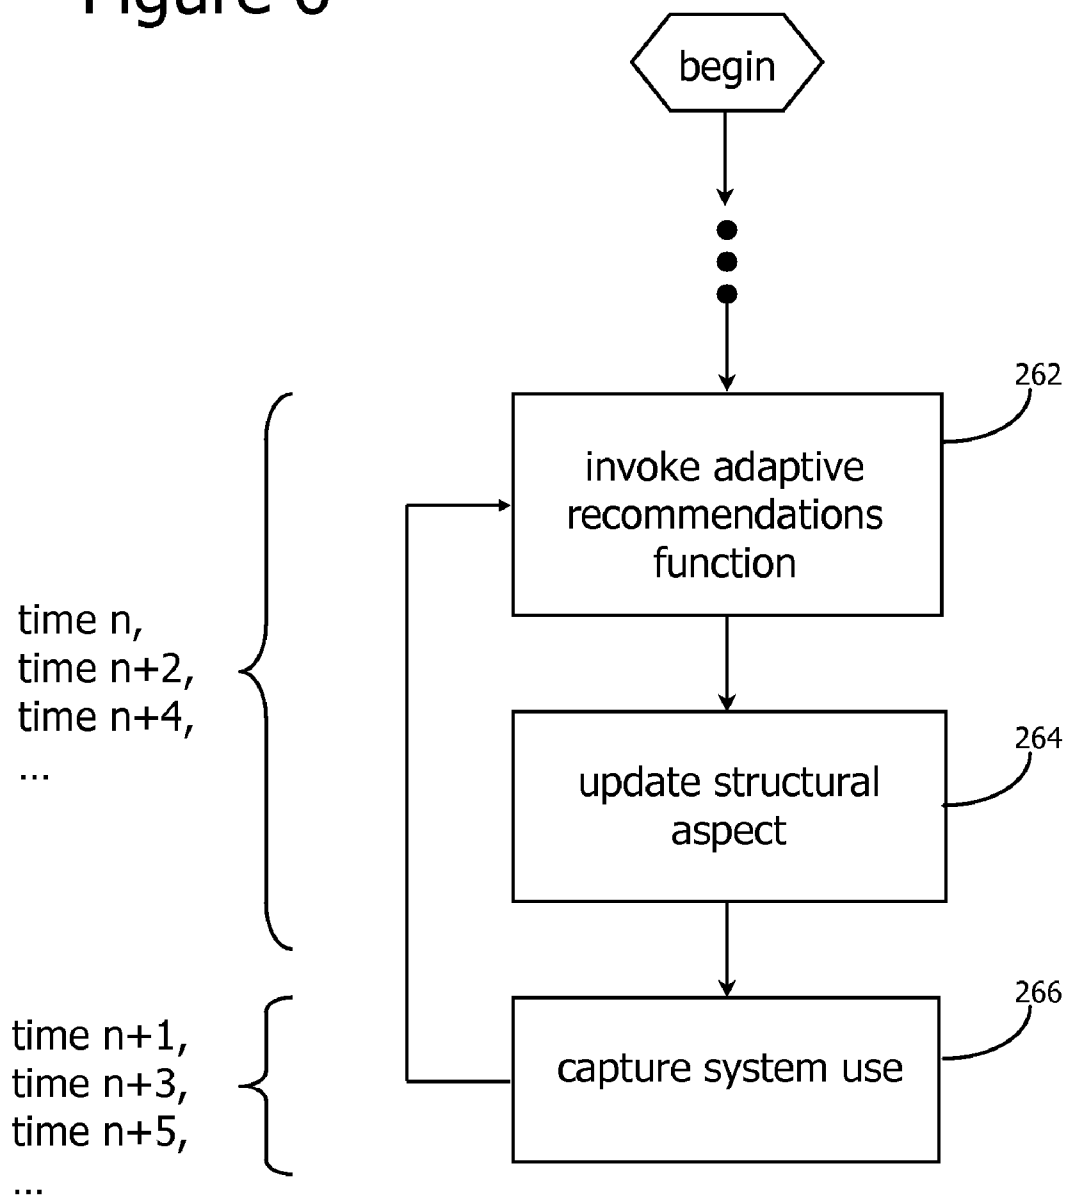 Figure 6
begin
262
invoke adaptive
recommendations
function
time n,
time n+2,
time n+4,
...
264
update structural
aspect
266
capture system use
time n+1,
time n+3,
time n+5,
...